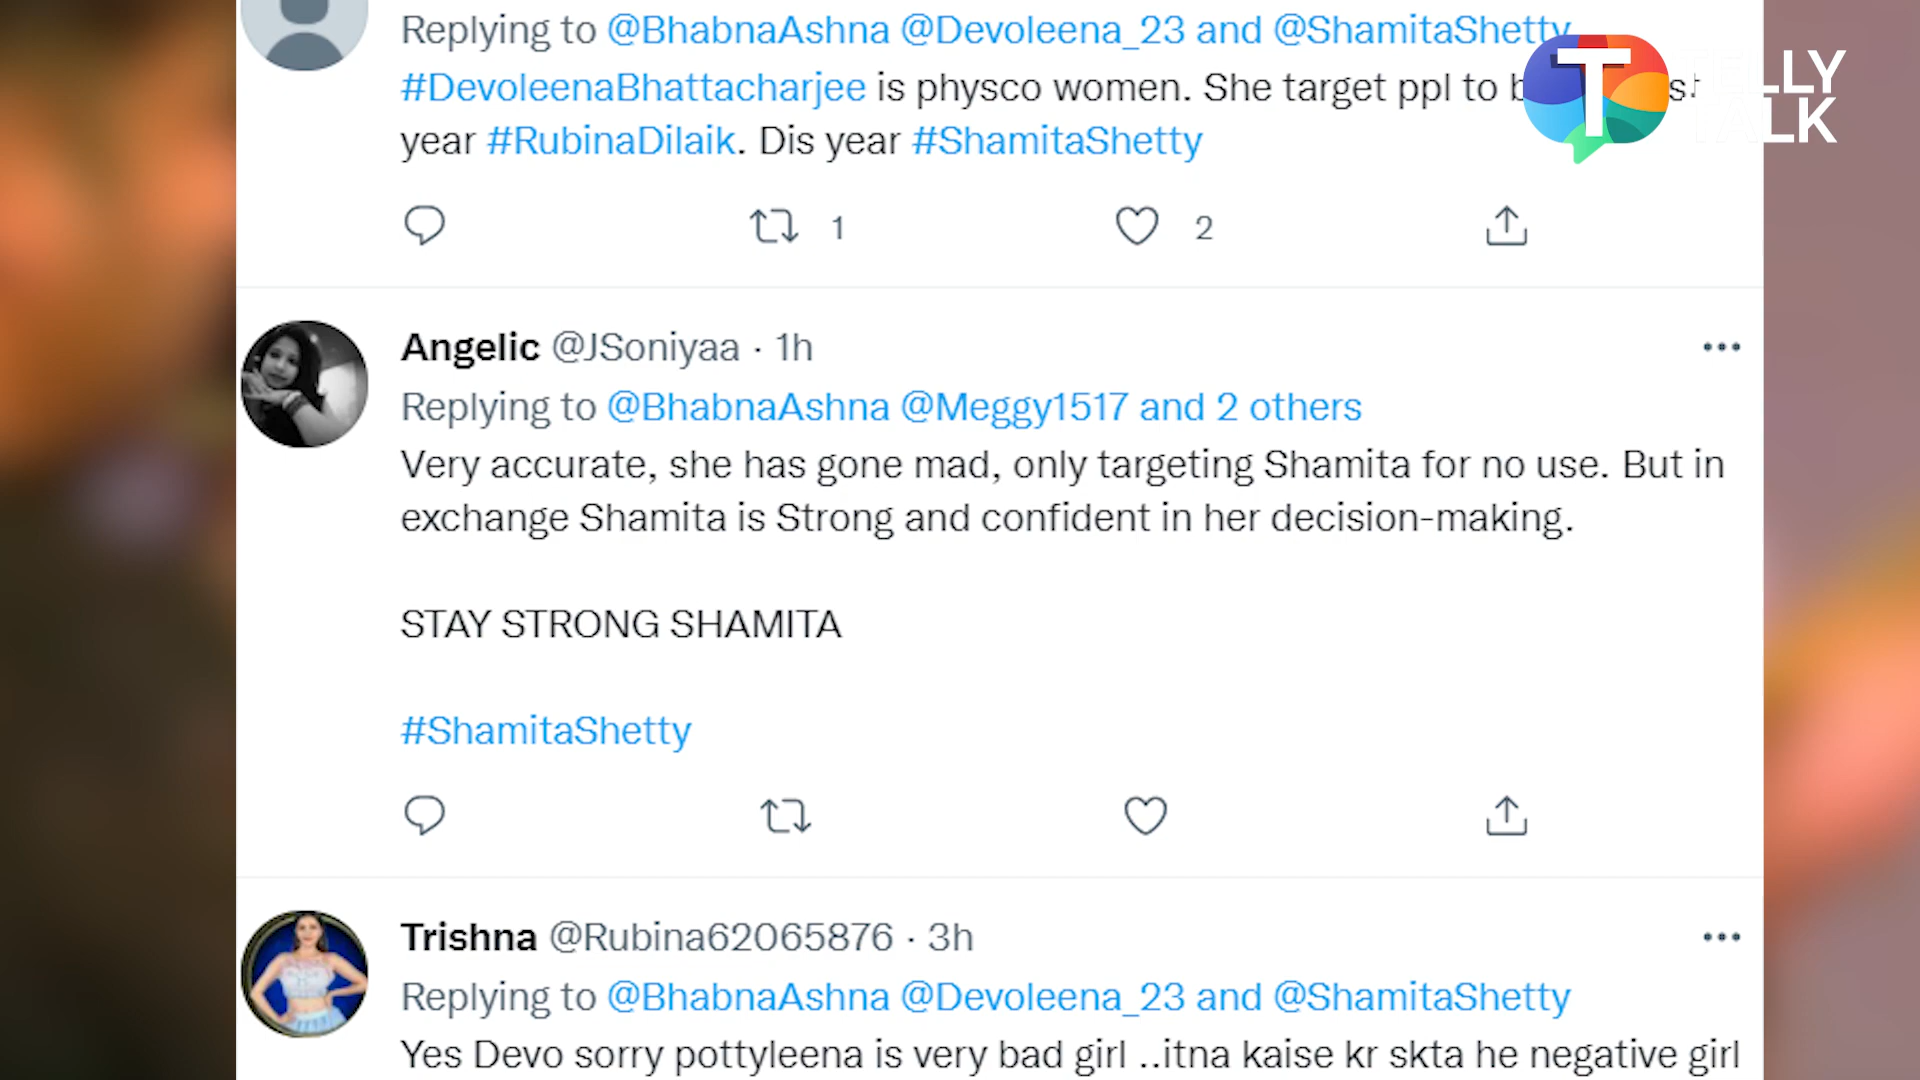 Replying to @BhabnaAshna @Devoleena_23 and @ShamitaShetty
#DevoleenaBhattacharjee is physco women. She target ppl to
year #RubinaDilaik. Dis year #ShamitaShetty
1 2
TELLY
TALK
Angelic @JSoniyaa · 1h
Replying to @BhabnaAshna @Meggy1517 and 2 others
Very accurate, she has gone mad, only targeting Shamita for no use. But in
exchange Shamita is Strong and confident in her decision-making.
STAY STRONG SHAMITA
#ShamitaShetty
Trishna @Rubina62065876 · 3h
Replying to @BhabnaAshna @Devoleena_23 and @ShamitaShetty
Yes Devo sorry pottyleena is very bad girl ..itna kaise kr skta he negative girl